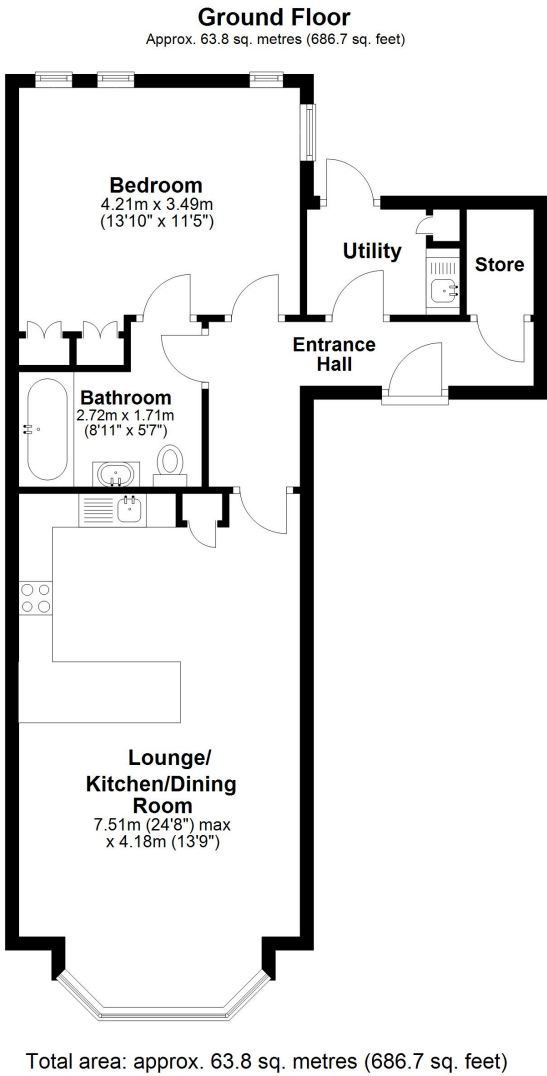 Ground Floor
Approx. 63.8 sq. metres (686.7 sq. feet)
Bedroom
4.21m x 3.49m
(13'10" x 11'5")
Utility
Store
Entrance
Hall
Bathroom
2.72m x 1.71m
(8'11" x 5'7")
Lounge/
Kitchen/Dining
Room
7.51m (24'8") max
x 4.18m (13'9")
Total area: approx. 63.8 sq. metres (686.7 sq. feet)